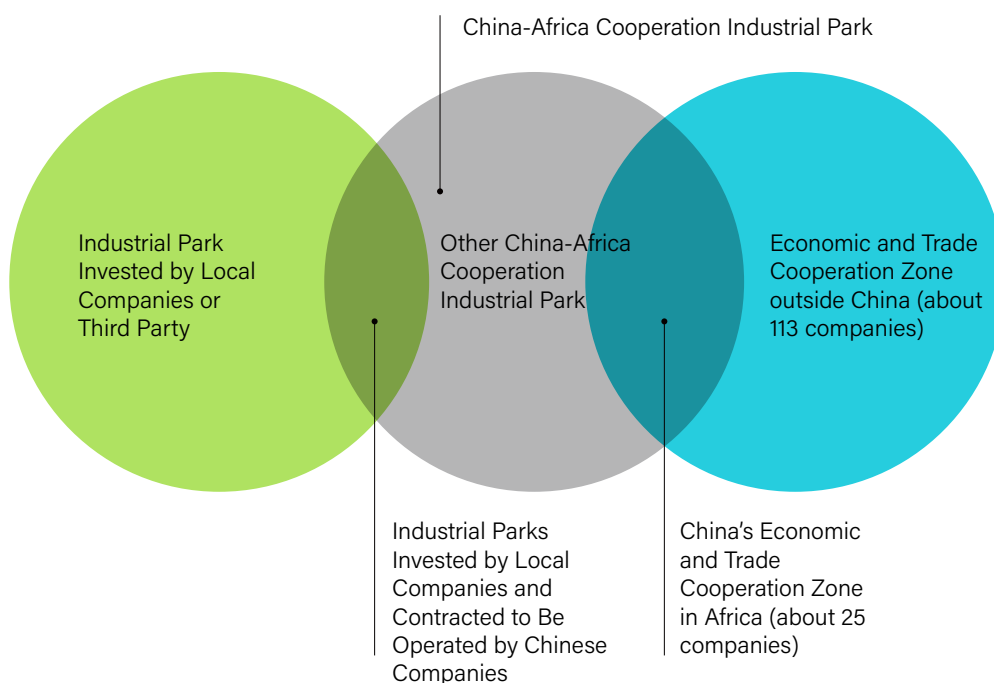 China-Africa Cooperation Industrial Park
Industrial Park
Invested by Local
Companies or
Third Party
Other China-Africa
Cooperation
Industrial Park
Economic and Trade
Cooperation Zone
outside China (about
113 companies)
Industrial Parks
Invested by Local
Companies and
Contracted to Be
Operated by Chinese
Companies
China’s Economic
and Trade
Cooperation Zone
in Africa (about 25
companies)